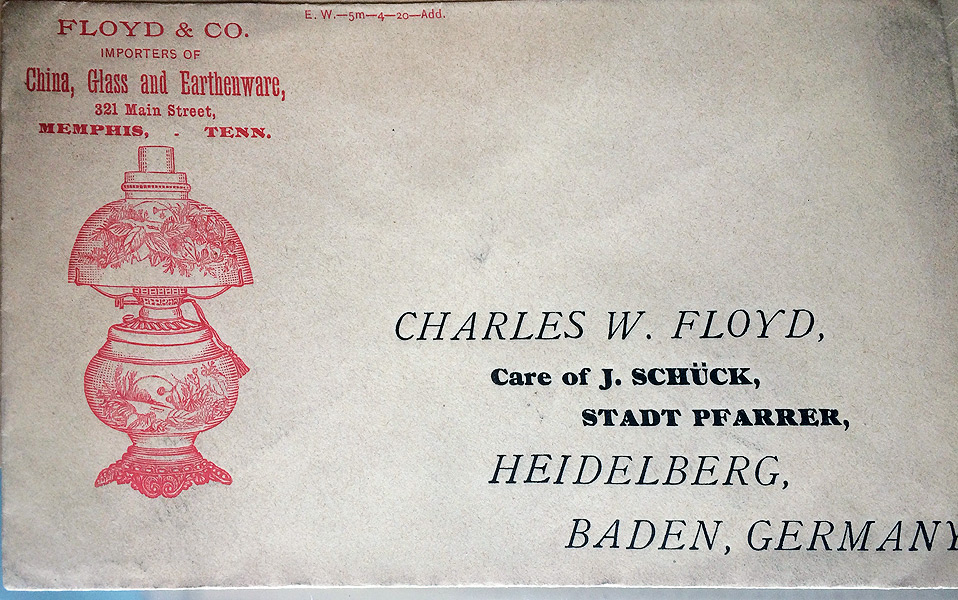 FLOYD & CO.
E. W.—5m—4—20—Add.
IMPORTERS OF
China, Glass and Earthenware,
321 Main Street,
MEMPHIS, - TENN.
CHARLES W. FLOYD,
Care of J. SCHÜCK,
STADT PFARRER,
HEIDELBERG,
BADEN, GERMANY